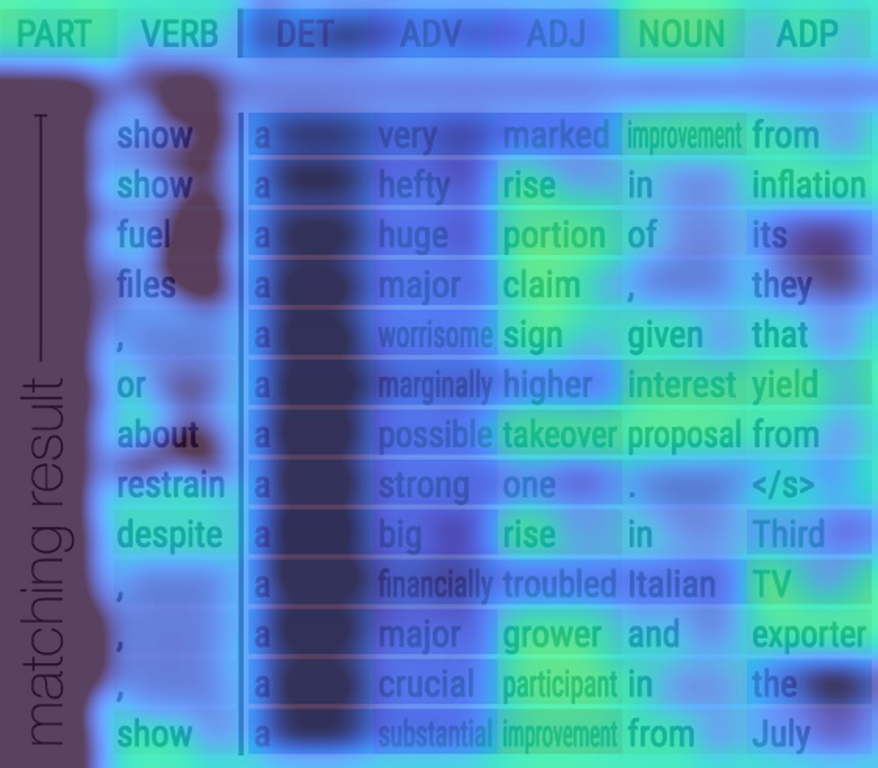 PART VERB DET ADV ADJ NOUN ADP
show a very marked improvement from
show a hefty rise in inflation
fuel a huge portion of its
files a major claim , they
, a worrisome sign given that
or a marginally higher interest yield
about a possible takeover proposal from
restrain a strong one . </s>
despite a big rise in Third
, a financially troubled Italian TV
, a major grower and exporter
, a crucial participant in the
show a substantial improvement from July
matching result